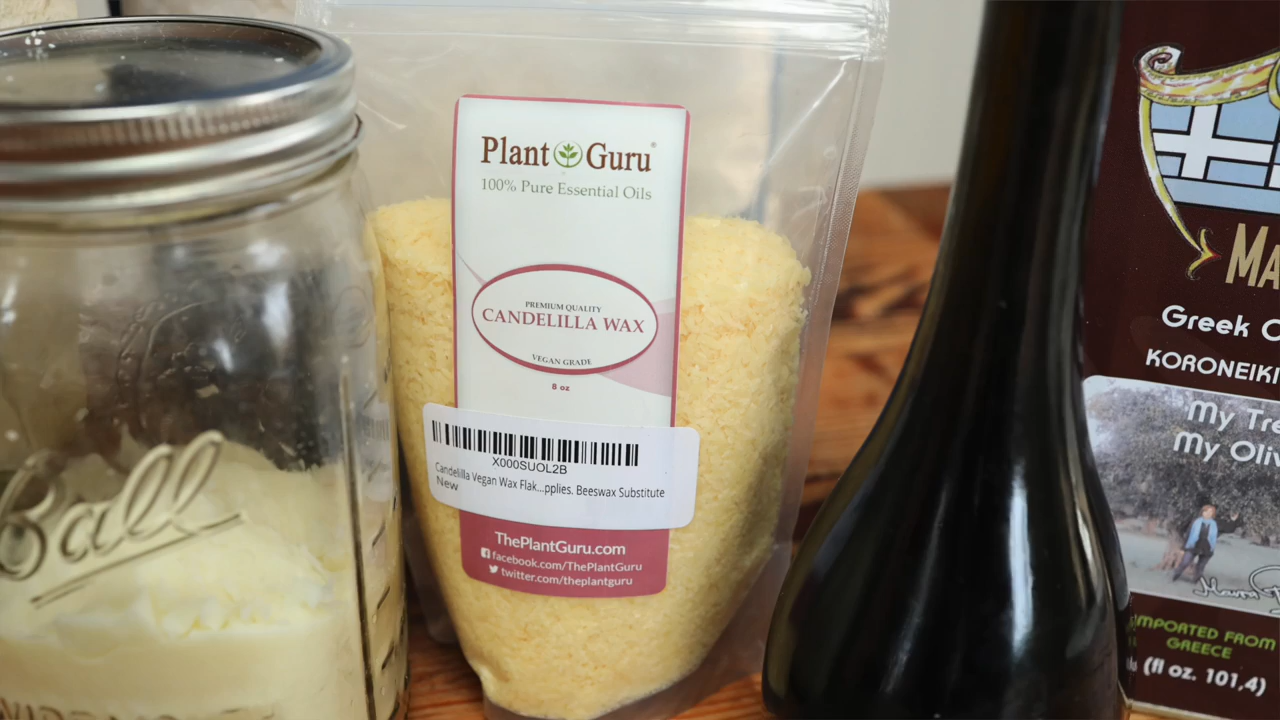 Ball
Plant Guru®
100% Pure Essential Oils
PREMIUM QUALITY
CANDELILLA WAX
VEGAN GRADE
8 oz
X000SUOL2B
Candelilla Vegan Wax Flak...pplies. Beeswax Substitute
New
ThePlantGuru.com
facebook.com/ThePlantGuru
twitter.com/theplantguru
Greek
KORONEIKI
My
My
IMPORTED FROM
GREECE
(fl oz. 101,4)